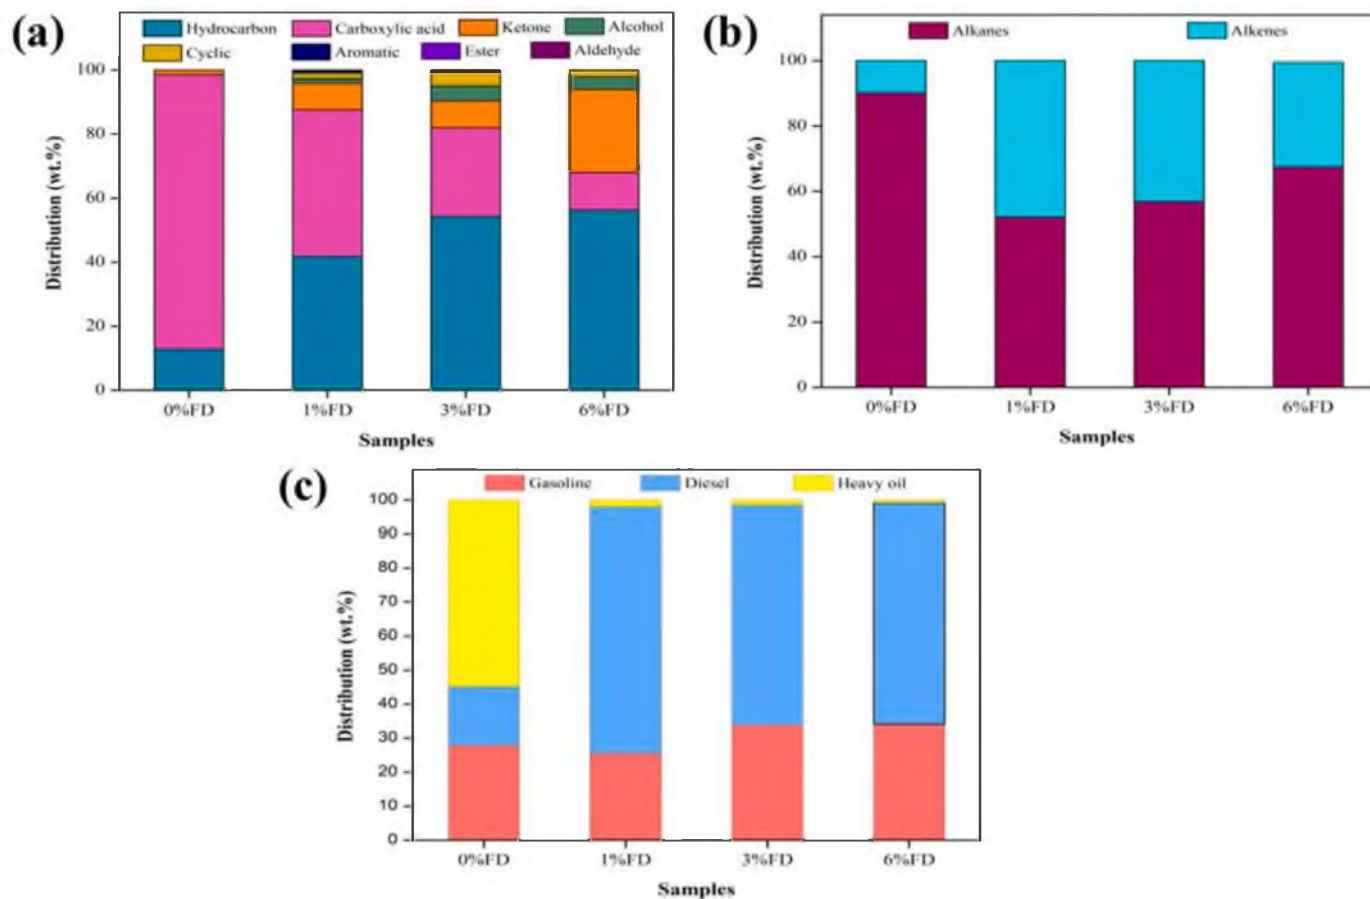 (a)
Hydrocarbon Carboxylic acid Ketone Alcohol
Cyclic Aromatic Ester Aldehyde
100
80
60
40
20
0
Distribution (wt.%)
0%FD 1%FD 3%FD 6%FD
Samples
(b)
Alkanes Alkenes
100
80
60
40
20
0
Distribution (wt.%)
0%FD 1%FD 3%FD 6%FD
Samples
(c)
Gasoline Diesel Heavy oil
100
90
80
70
60
50
40
30
20
10
0
Distribution (wt.%)
0%FD 1%FD 3%FD 6%FD
Samples